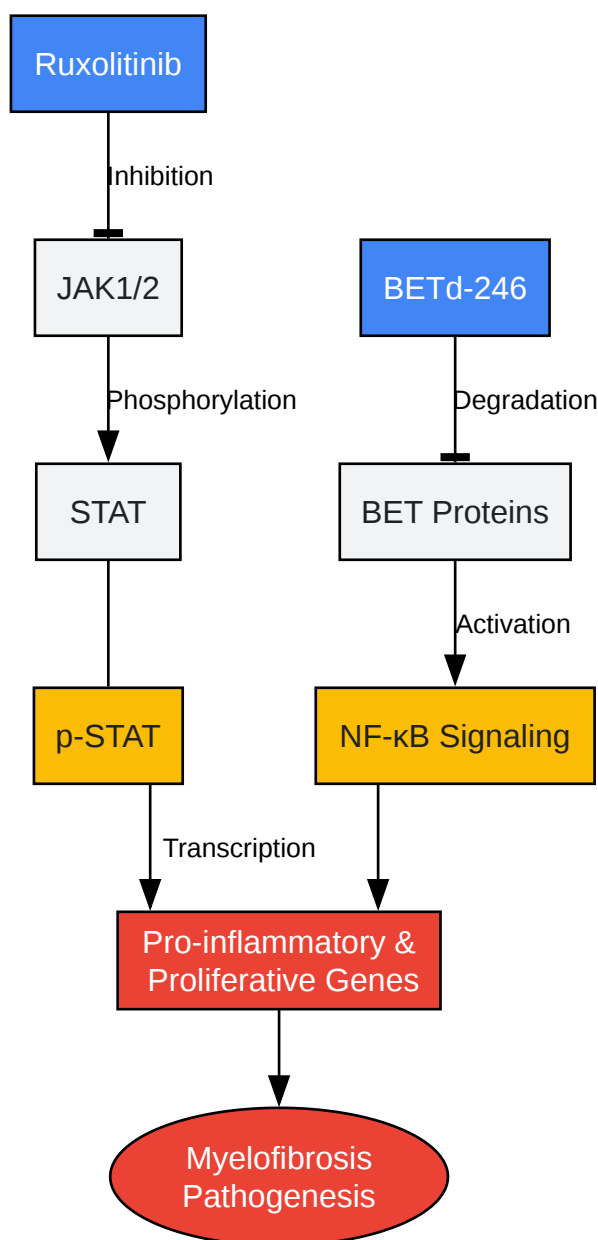 Ruxolitinib
Inhibition
JAK1/2
BETd-246
Phosphorylation
Degradation
STAT
BET Proteins
Activation
p-STAT
NF-κB Signaling
Transcription
Pro-inflammatory &
Proliferative Genes
Myelofibrosis
Pathogenesis